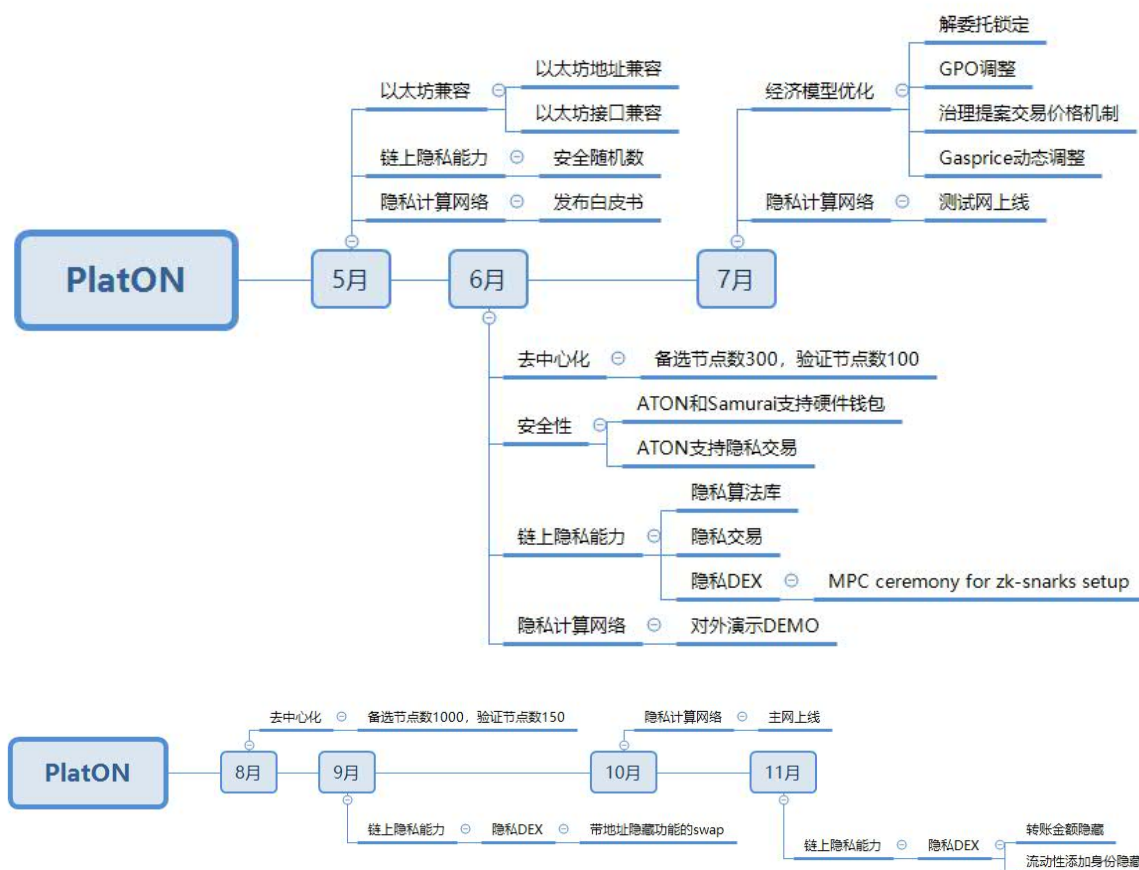 PlatON
5月
以太坊兼容
以太坊地址兼容
以太坊接口兼容
链上隐私能力
安全随机数
隐私计算网络
发布白皮书
6月
去中心化
备选节点数300，验证节点数100
安全性
ATON和Samurai支持硬件钱包
ATON支持隐私交易
链上隐私能力
隐私算法库
隐私交易
隐私DEX
MPC ceremony for zk-snarks setup
隐私计算网络
对外演示DEMO
7月
经济模型优化
解委托锁定
GPO调整
治理提案交易价格机制
Gasprice动态调整
隐私计算网络
测试网上线
PlatON
8月
去中心化
备选节点数1000，验证节点数150
9月
链上隐私能力
隐私DEX
带地址隐藏功能的swap
10月
隐私计算网络
主网上线
11月
链上隐私能力
隐私DEX
转账金额隐藏
流动性添加身份隐藏